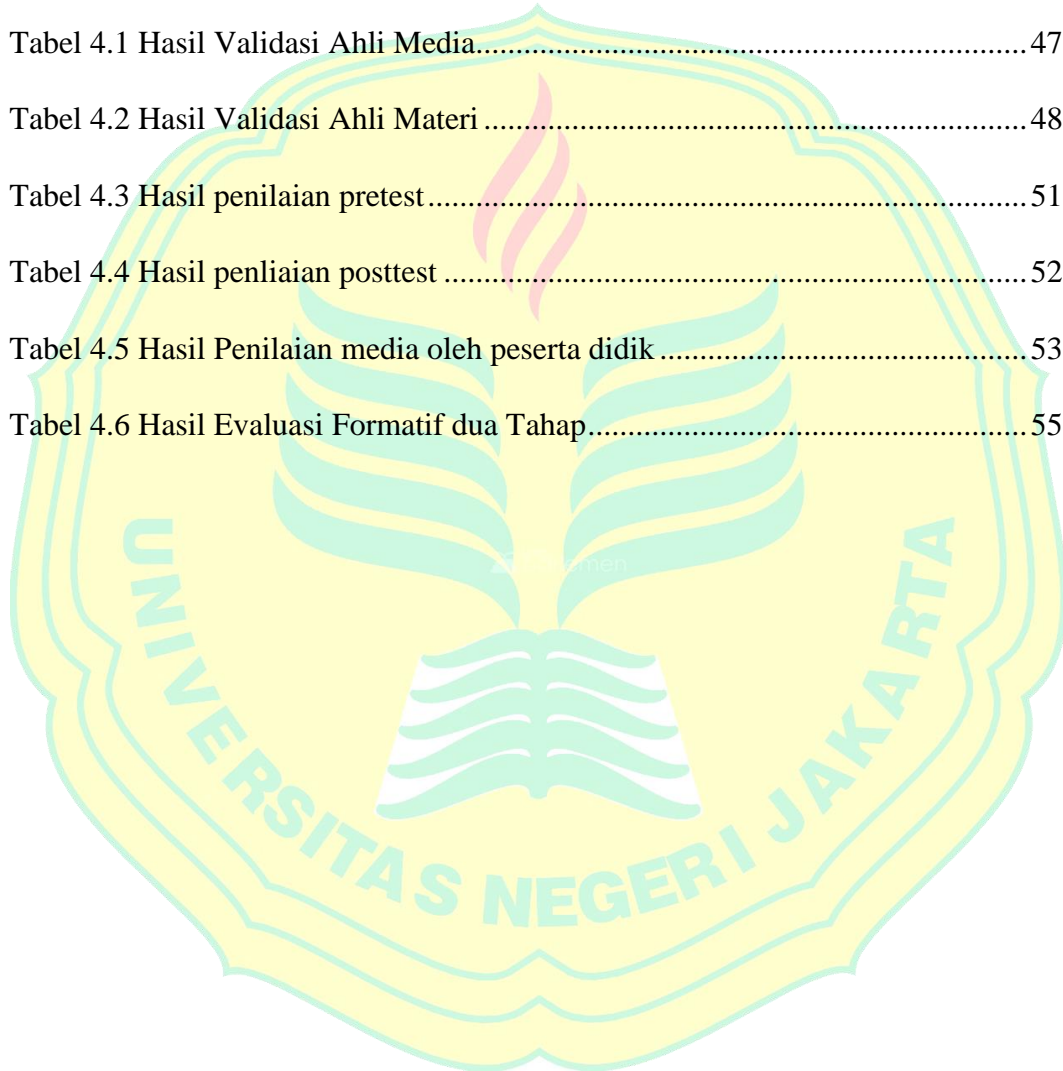 Tabel 4.1 Hasil Validasi Ahli Media.......................................................................................47
Tabel 4.2 Hasil Validasi Ahli Materi .....................................................................................48
Tabel 4.3 Hasil penilaian pretest..............................................................................................51
Tabel 4.4 Hasil penliaian posttest ...........................................................................................52
Tabel 4.5 Hasil Penilaian media oleh peserta didik.........................................................53
Tabel 4.6 Hasil Evaluasi Formatif dua Tahap.....................................................................55
UNIVERSITAS NEGERI JAKARTA